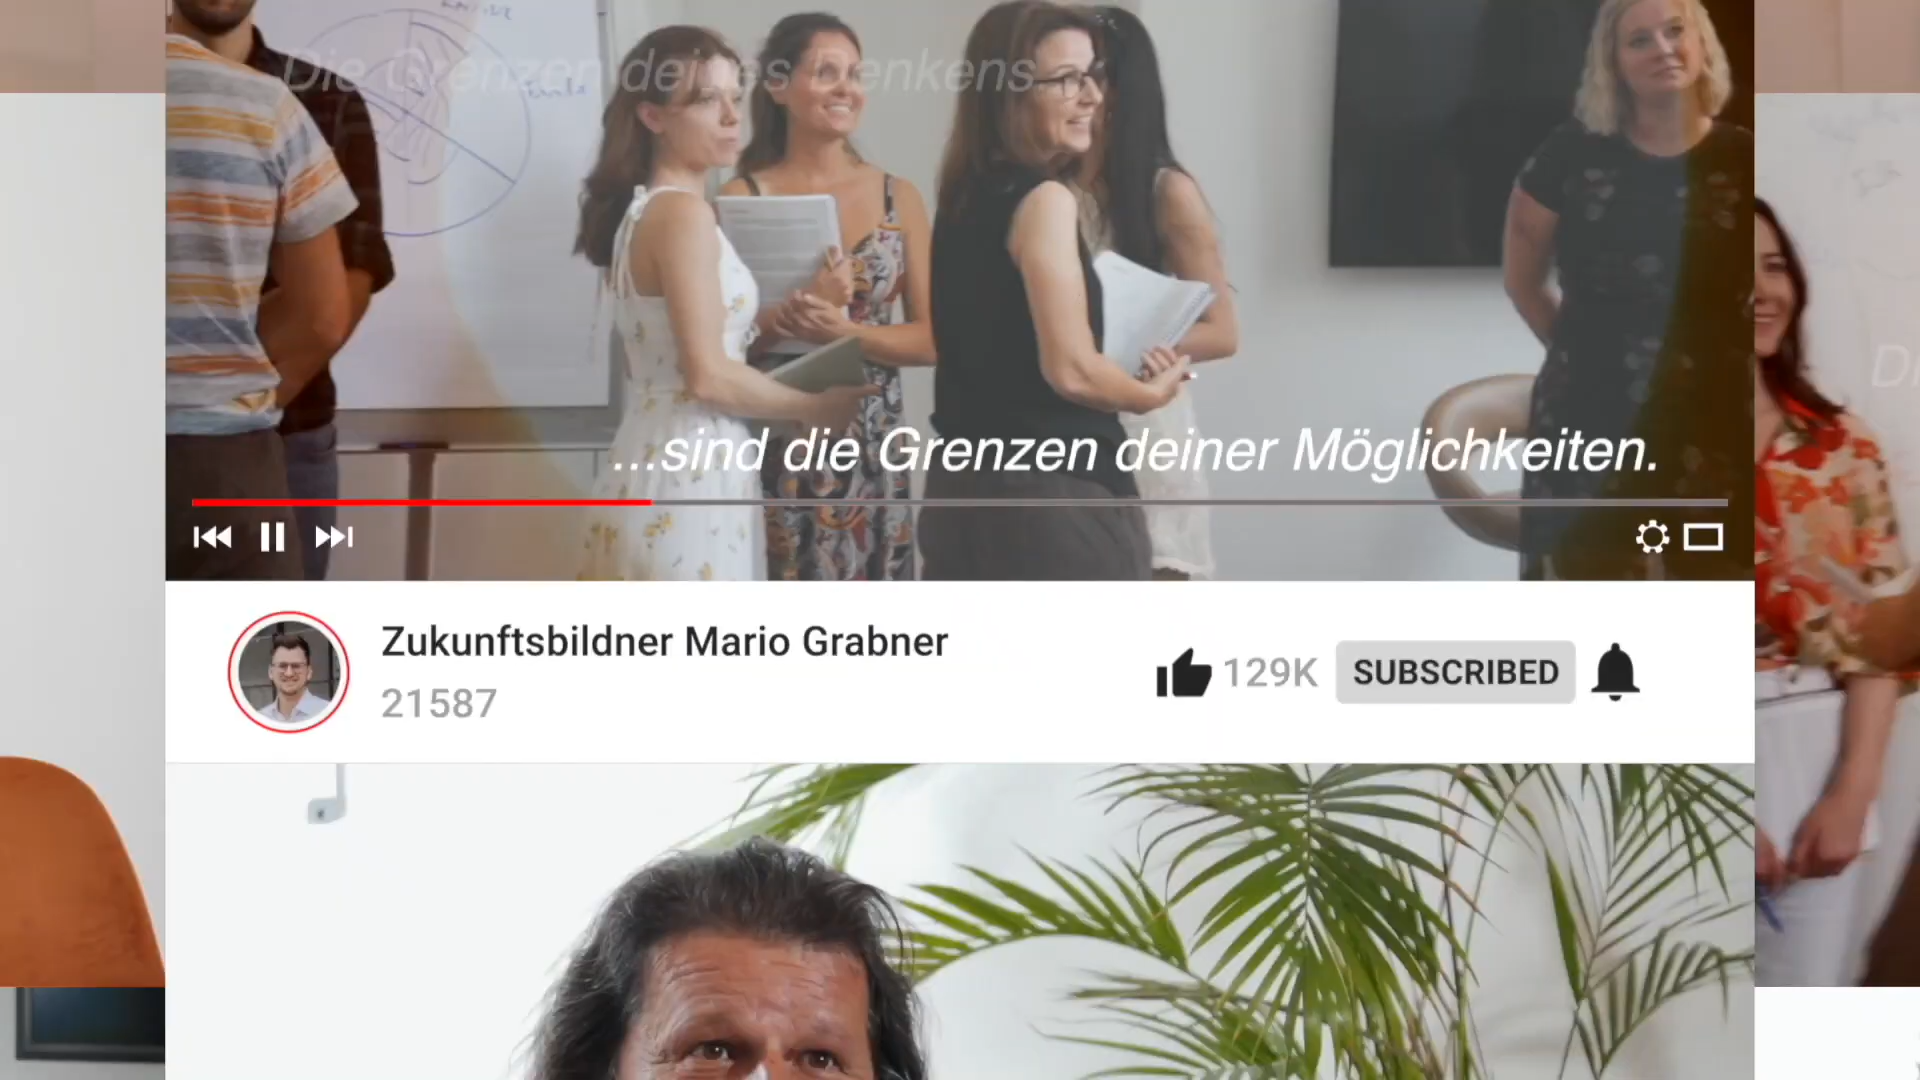 Die Grenzen deines Denkens...
...sind die Grenzen deiner Möglichkeiten.
Zukunftsbildner Mario Grabner
21587
129K
SUBSCRIBED